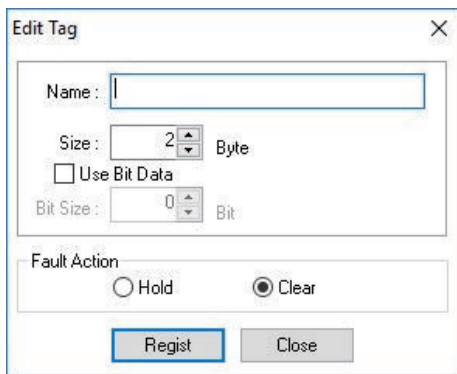 Edit Tag
Name :
Size : 2 Byte
Use Bit Data
Bit Size : 0 Bit
Fault Action
Hold Clear
Regist Close